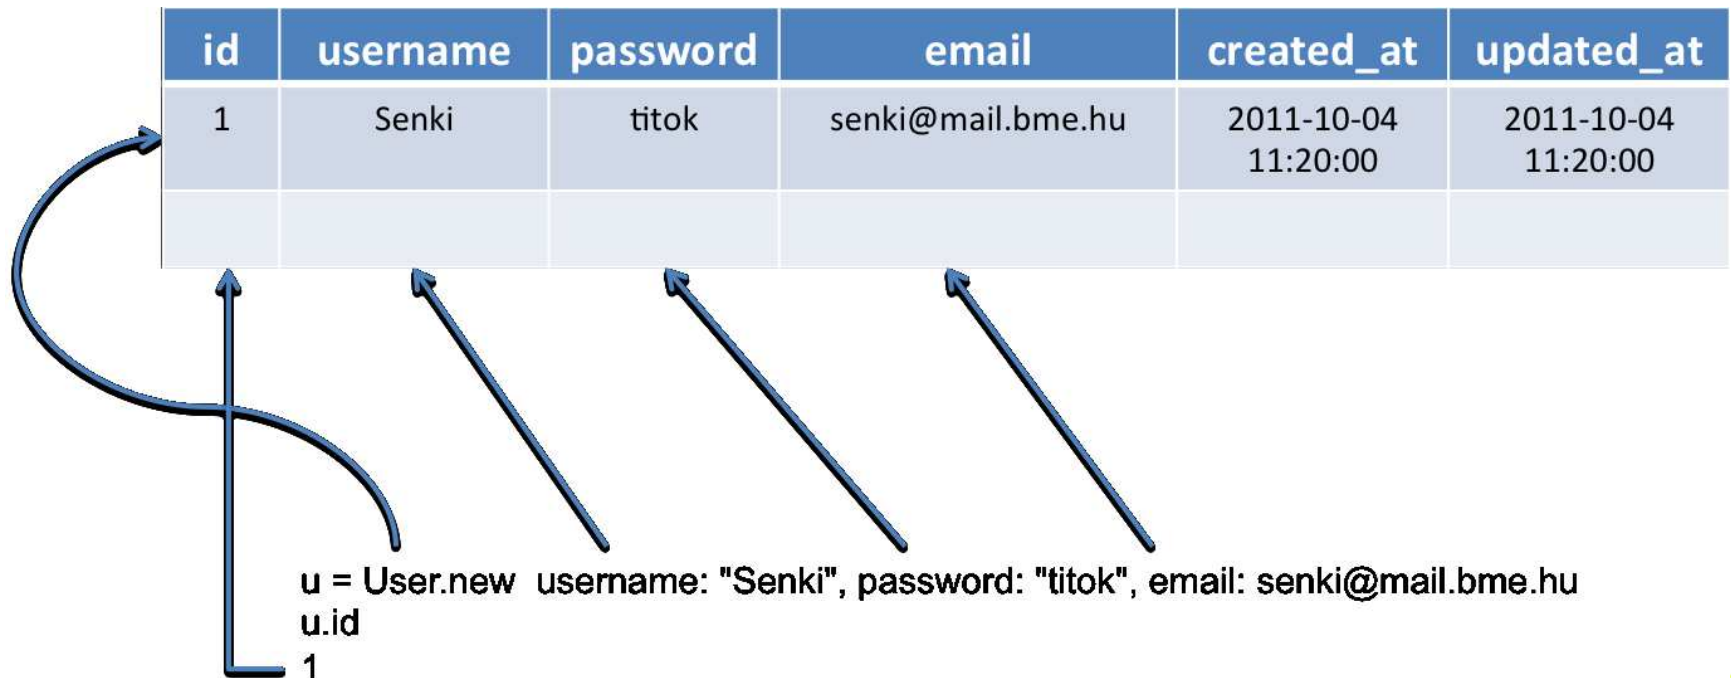 id username password email created_at updated_at
1 Senki titok senki@mail.bme.hu 2011-10-04 2011-10-04
11:20:00 11:20:00
u = User.new username: "Senki", password: "titok", email: senki@mail.bme.hu
u.id
1